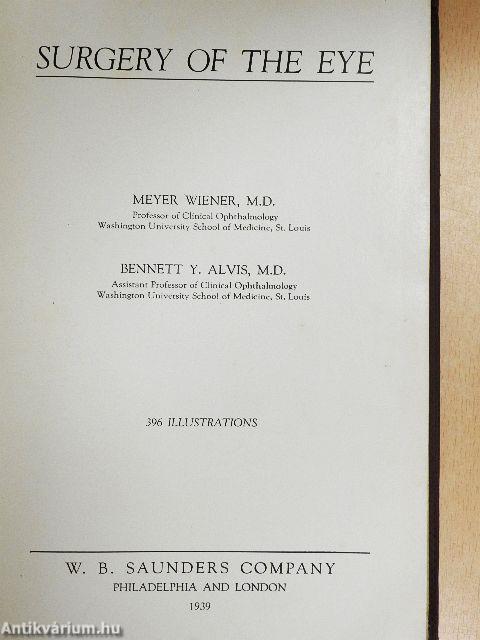 SURGERY OF THE EYE
MEYER WIENER, M.D.
Professor of Clinical Ophthalmology
Washington University School of Medicine, St. Louis
BENNETT Y. ALVIS, M.D.
Assistant Professor of Clinical Ophthalmology
Washington University School of Medicine, St. Louis
396 ILLUSTRATIONS
W. B. SAUNDERS COMPANY
PHILADELPHIA AND LONDON
1939
Antikvárium.hu